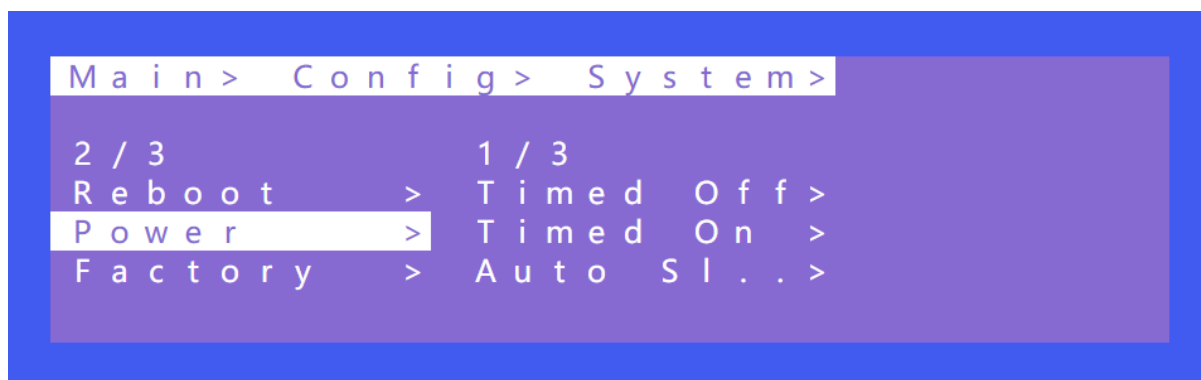 Main> Config> System>
2/3 1/3
Reboot > Timed Off>
Power > Timed On >
Factory > Auto Sl..>